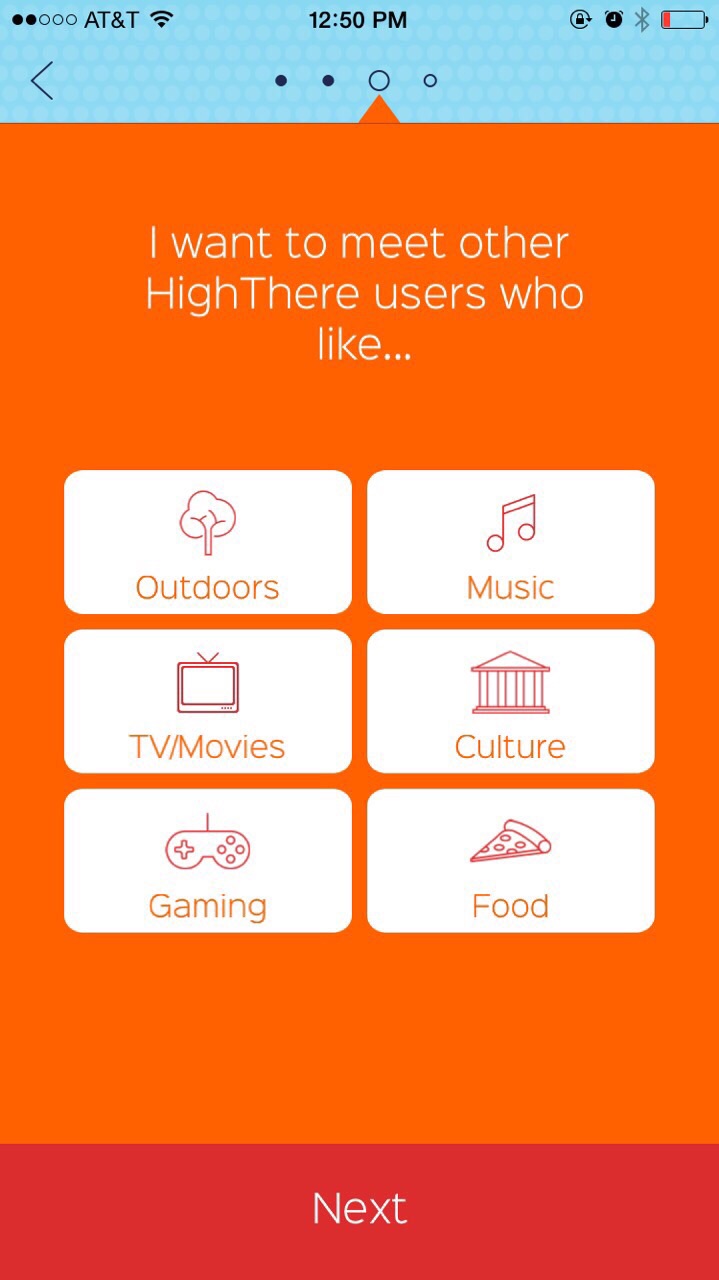 AT&T 12:50 PM
I want to meet other
HighThere users who
like...
Outdoors Music
TV/Movies Culture
Gaming Food
Next